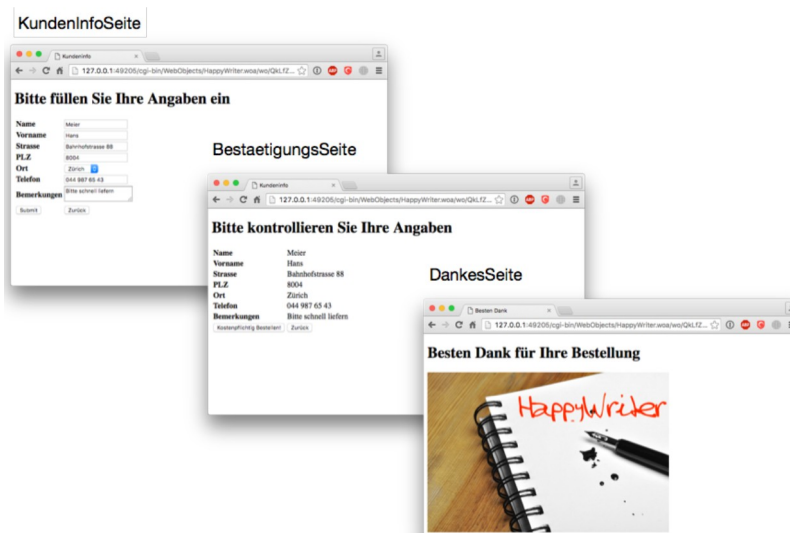 KundenInfoSeite
Kundeninfo
127.0.0.1:49205/cgi-bin/WebObjects/HappyWriter.woa/wo/QkLfZ...
Bitte füllen Sie Ihre Angaben ein
Name Meier
Vorname Hans
Strasse Bahnhofstrasse 88
PLZ 8004
Ort Zürich
Telefon 044 987 65 43
Bemerkungen Bitte schnell liefern
Submit Zurück
BestaetigungsSeite
Kundeninfo
127.0.0.1:49205/cgi-bin/WebObjects/HappyWriter.woa/wo/QkLfZ...
Bitte kontrollieren Sie Ihre Angaben
Name Meier
Vorname Hans
Strasse Bahnhofstrasse 88
PLZ 8004
Ort Zürich
Telefon 044 987 65 43
Bemerkungen Bitte schnell liefern
Kostenpflichtig Bestellen! Zurück
DankesSeite
Besten Dank
127.0.0.1:49205/cgi-bin/WebObjects/HappyWriter.woa/wo/QkLfZ...
Besten Dank für Ihre Bestellung
HappyWriter